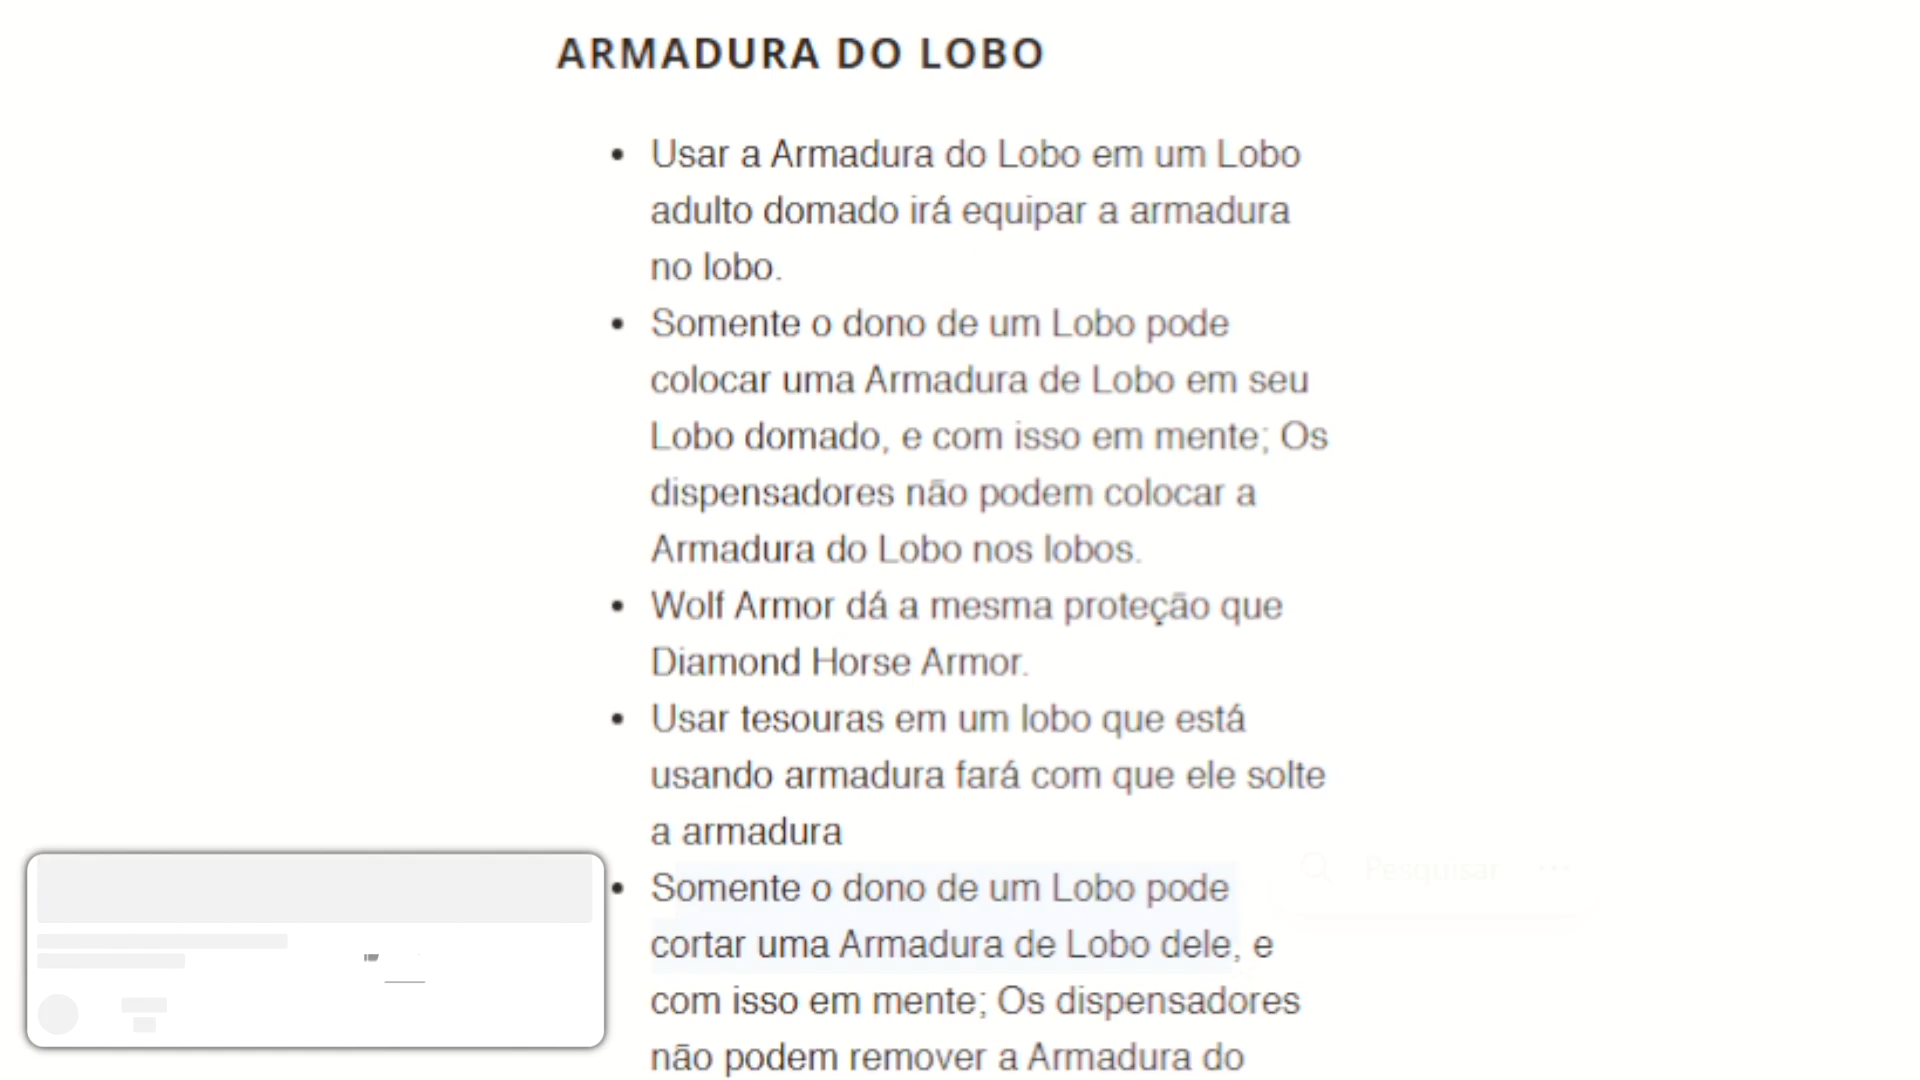 ARMADURA DO LOBO
• Usar a Armadura do Lobo em um Lobo
adulto domado irá equipar a armadura
no lobo.
• Somente o dono de um Lobo pode
colocar uma Armadura de Lobo em seu
Lobo domado, e com isso em mente; Os
dispensadores não podem colocar a
Armadura do Lobo nos lobos.
• Wolf Armor dá a mesma proteção que
Diamond Horse Armor.
• Usar tesouras em um lobo que está
usando armadura fará com que ele solte
a armadura
• Somente o dono de um Lobo pode
cortar uma Armadura de Lobo dele, e
com isso em mente; Os dispensadores
não podem remover a Armadura do
Pesquisar ...